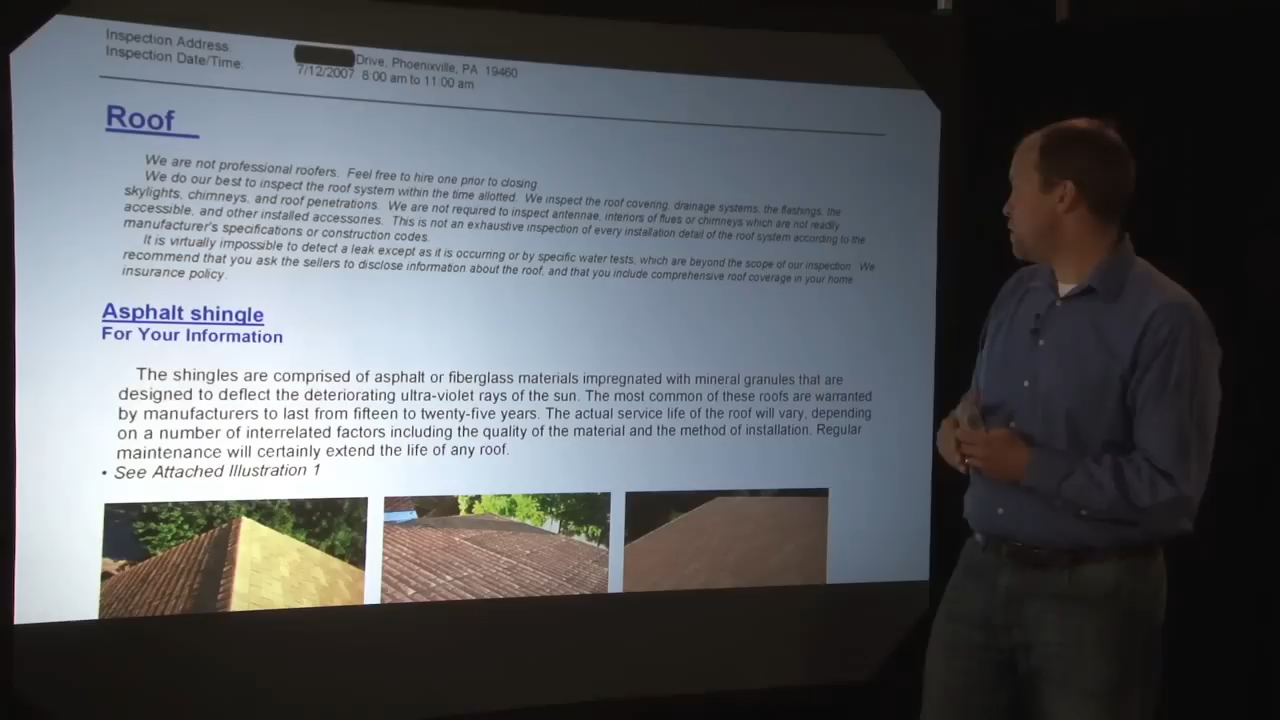 Inspection Address
Inspection Date/Time:
Drive, Phoenixville, PA 19460
7/12/2007 8:00 am to 11:00 am
Roof
We are not professional roofers. Feel free to hire one prior to closing.
We do our best to inspect the roof system within the time allotted. We inspect the roof covering, drainage systems, the flashings, the
skylights, chimneys, and roof penetrations. We are not required to inspect antennae, interiors of flues or chimneys which are not readily
accessible, and other installed accessories. This is not an exhaustive inspection of every installation detail of the roof system according to the
manufacturer's specifications or construction codes.
It is virtually impossible to detect a leak except as it is occurring or by specific water tests, which are beyond the scope of our inspection. We
recommend that you ask the sellers to disclose information about the roof, and that you include comprehensive roof coverage in your home
insurance policy.
Asphalt shingle
For Your Information
The shingles are comprised of asphalt or fiberglass materials impregnated with mineral granules that are
designed to deflect the deteriorating ultra-violet rays of the sun. The most common of these roofs are warranted
by manufacturers to last from fifteen to twenty-five years. The actual service life of the roof will vary, depending
on a number of interrelated factors including the quality of the material and the method of installation. Regular
maintenance will certainly extend the life of any roof.
• See Attached Illustration 1